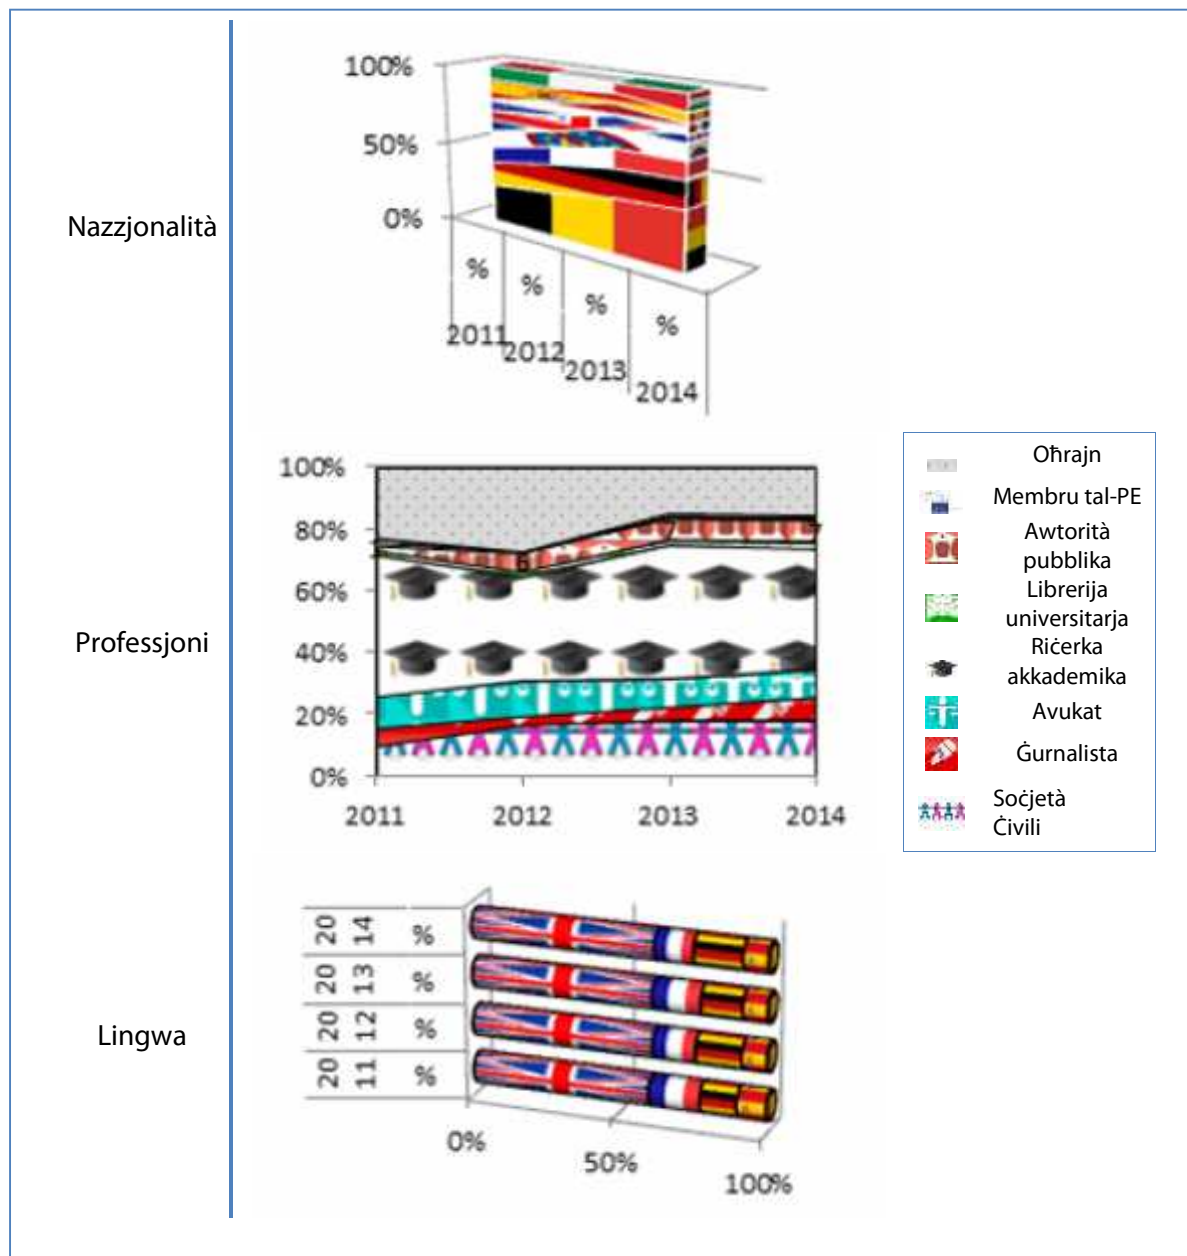 Nazzjonalità
100%
50%
0%
%
%
%
%
2011
2012
2013
2014
Professjoni
100%
80%
60%
40%
20%
0%
2011
2012
2013
2014
Oħrajn
Membru tal-PE
Awtorità
pubblika
Librerija
universitarja
Riċerka
akkademika
Avukat
Ġurnalista
Soċjetà
Ċivili
Lingwa
20 14 %
20 13 %
20 12 %
20 11 %
0%
50%
100%